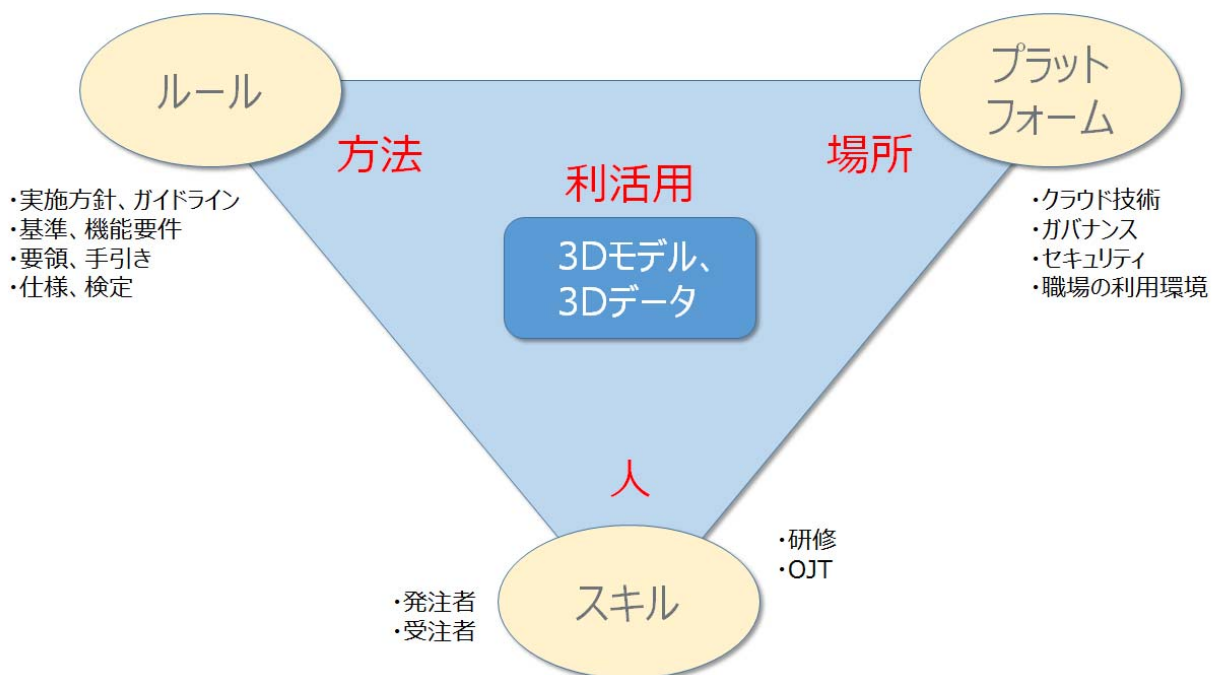 ルール
プラット
フォーム
方法
場所
利活用
・実施方針、ガイドライン
・基準、機能要件
・要領、手引き
・仕様、検定
・クラウド技術
・ガバナンス
・セキュリティ
・職場の利用環境
3Dモデル、
3Dデータ
人
・研修
・OJT
スキル
・発注者
・受注者